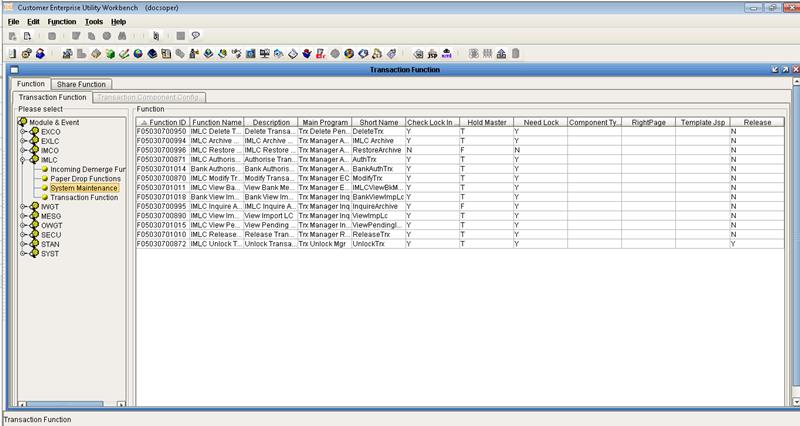 Customer Enterprise Utility Workbench (docsoper)
File Edit Function Tools Help
JSP xml
Transaction Function
Function Share Function
Transaction Function Transaction Component Config...
Please select
Module & Event
EXCO
EXLC
IMCO
IMLC
Incoming Demerge Fur
Paper Drop Functions
System Maintenance
Transaction Function
IWGT
MESG
OWGT
SECU
STAN
SYST
Function
Function ID Function Name Description Main Program Short Name Check Lock In ... Hold Master Need Lock Component Ty... RightPage Template Jsp Release
F05030700950 IMLC Delete T... Delete Transa... Trx Delete Pen... DeleteTrx Y T Y N
F05030700994 IMLC Archive ... IMLC Archive ... Trx Manager A... IMLC Archive Y T Y N
F05030700996 IMLC Restore ... IMLC Restore ... Trx Manager A... RestoreArchive N F N N
F05030700871 IMLC Authoris... Authorise Tran... Trx Manager A... AuthTrx Y T Y N
F05030701014 Bank Authoris... Bank Authoris... Trx Manager A... BankAuthTrx Y T Y N
F05030700870 IMLC Modify Tr... Modify Transa... Trx Manager EC ModifyTrx Y T Y N
F05030701011 IMLC View Ba... View Bank Me... Trx Manager E... IMLCViewBkM... Y T Y N
F05030701018 Bank View Im... Bank View Im... Trx Manager Inq BankViewImpLc Y T Y N
F05030700995 IMLC Inquire A... IMLC Inquire A... Trx Manager Inq InquireArchive Y F Y N
F05030700890 IMLC View Im... View Import LC Trx Manager Inq ViewImpLc Y T Y N
F05030701015 IMLC View Pe... View Pending ... Trx Manager In... ViewPendingI... Y T Y N
F05030701010 IMLC Release... Release Tran... Trx Manager R... ReleaseTrx Y T Y N
F05030700872 IMLC Unlock T... Unlock Transa... Trx Unlock Mgr UnlockTrx Y T Y Y
Transaction Function